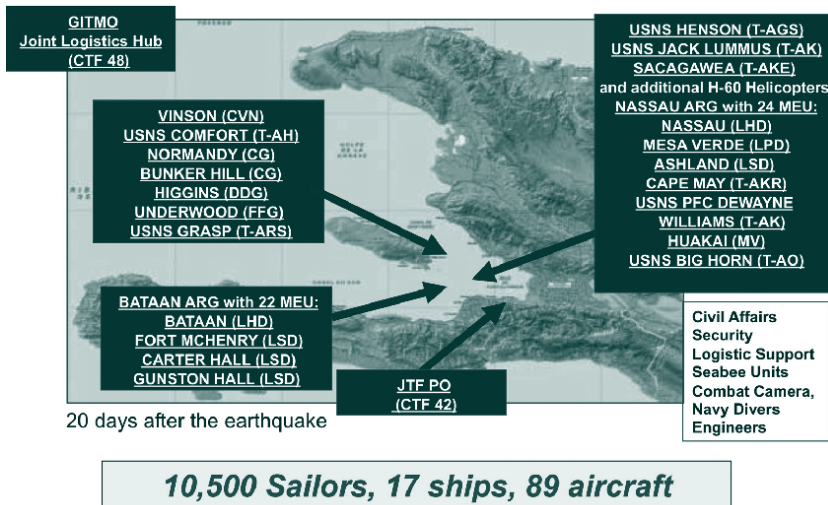 GITMO
Joint Logistics Hub
(CTF 48)
VINSON (CVN)
USNS COMFORT (T-AH)
NORMANDY (CG)
BUNKER HILL (CG)
HIGGINS (DDG)
UNDERWOOD (FFG)
USNS GRASP (T-ARS)
USNS HENSON (T-AGS)
USNS JACK LUMMUS (T-AK)
SACAGAWEA (T-AKE)
and additional H-60 Helicopters
NASSAU ARG with 24 MEU:
NASSAU (LHD)
MESA VERDE (LPD)
ASHLAND (LSD)
CAPE MAY (T-AKR)
USNS PFC DEWAYNE
WILLIAMS (T-AK)
HUAKAI (MV)
USNS BIG HORN (T-AO)
BATAAN ARG with 22 MEU:
BATAAN (LHD)
FORT MCHENRY (LSD)
CARTER HALL (LSD)
GUNSTON HALL (LSD)
JTF PO
(CTF 42)
Civil Affairs
Security
Logistic Support
Seabee Units
Combat Camera,
Navy Divers
Engineers
20 days after the earthquake
10,500 Sailors, 17 ships, 89 aircraft